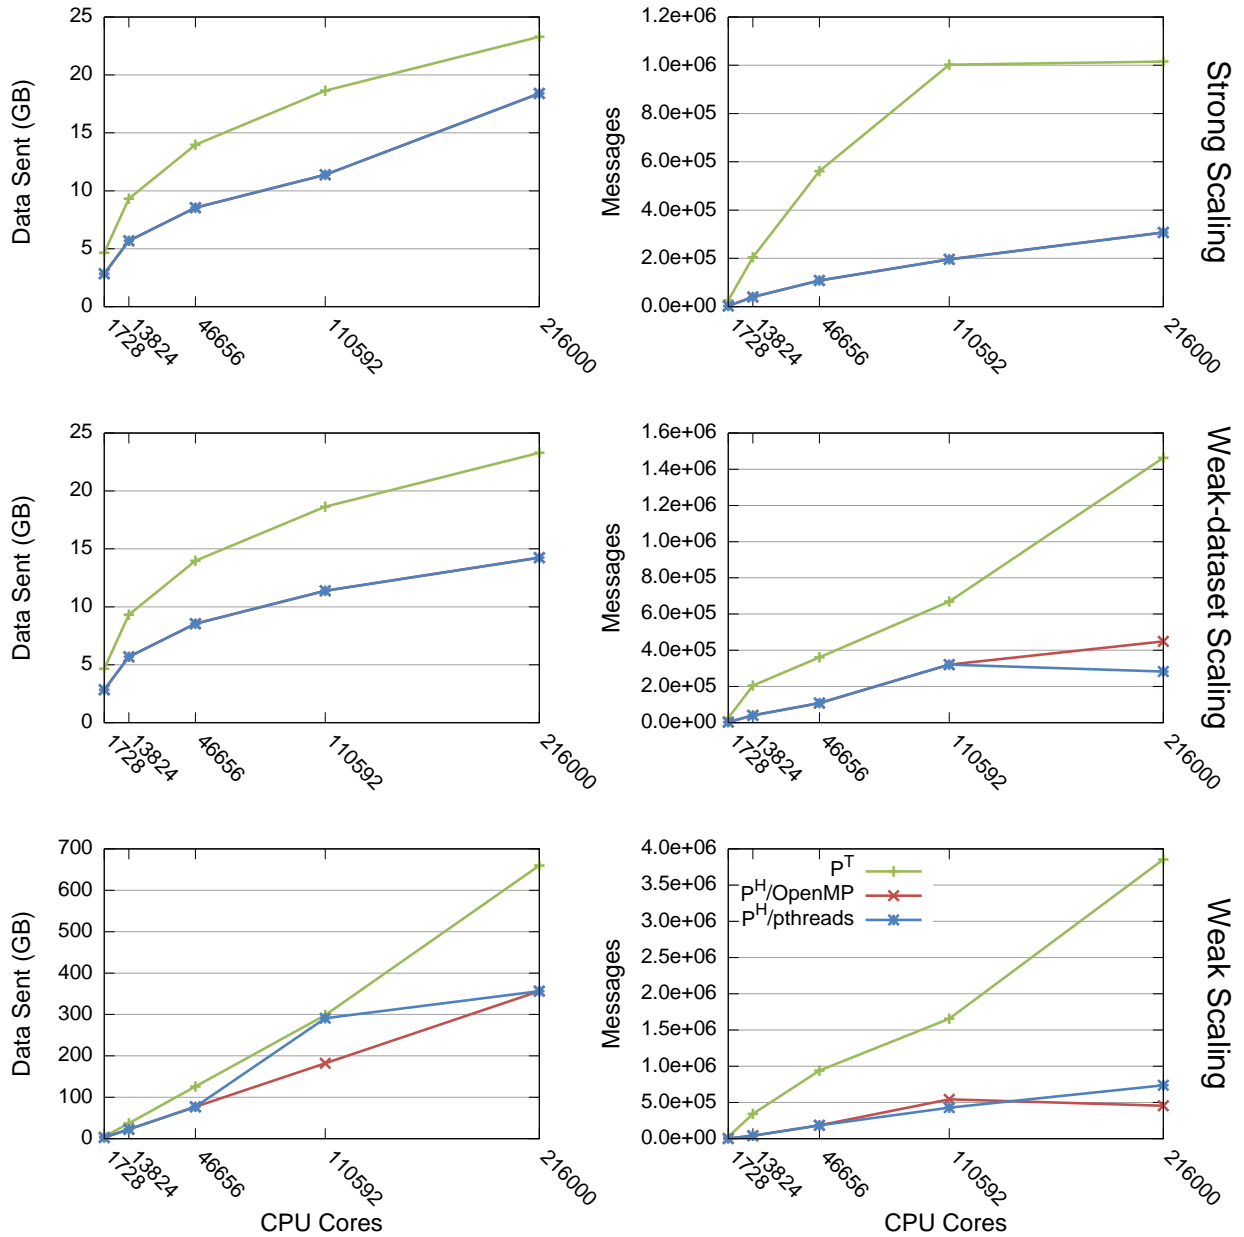 25
20
15
10
5
0
Data Sent (GB)
1728
13824
46656
110592
216000
1.2e+06
1.0e+06
8.0e+05
6.0e+05
4.0e+05
2.0e+05
0.0e+00
Messages
1728
13824
46656
110592
216000
Strong Scaling
25
20
15
10
5
0
Data Sent (GB)
1728
13824
46656
110592
216000
1.6e+06
1.4e+06
1.2e+06
1.0e+06
8.0e+05
6.0e+05
4.0e+05
2.0e+05
0.0e+00
Messages
1728
13824
46656
110592
216000
Weak-dataset Scaling
700
600
500
400
300
200
100
0
Data Sent (GB)
1728
13824
46656
110592
216000
CPU Cores
4.0e+06
3.5e+06
3.0e+06
2.5e+06
2.0e+06
1.5e+06
1.0e+06
5.0e+05
0.0e+00
Messages
P^T
P^H/OpenMP
P^H/pthreads
1728
13824
46656
110592
216000
CPU Cores
Weak Scaling